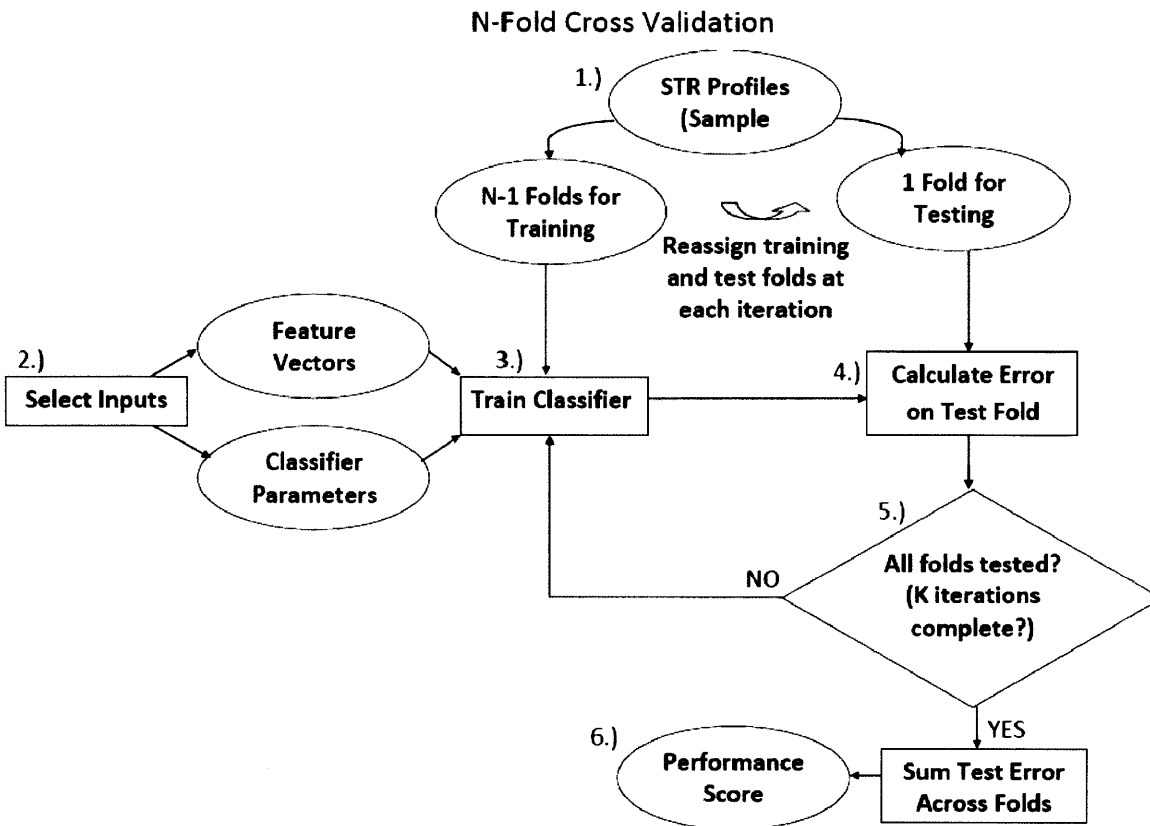 N-Fold Cross Validation
1.)
STR Profiles
(Sample
N-1 Folds for
Training
1 Fold for
Testing
Reassign training
and test folds at
each iteration
2.)
Select Inputs
Feature
Vectors
Classifier
Parameters
3.)
Train Classifier
4.)
Calculate Error
on Test Fold
5.)
All folds tested?
(K iterations
complete?)
NO
YES
Sum Test Error
Across Folds
6.)
Performance
Score